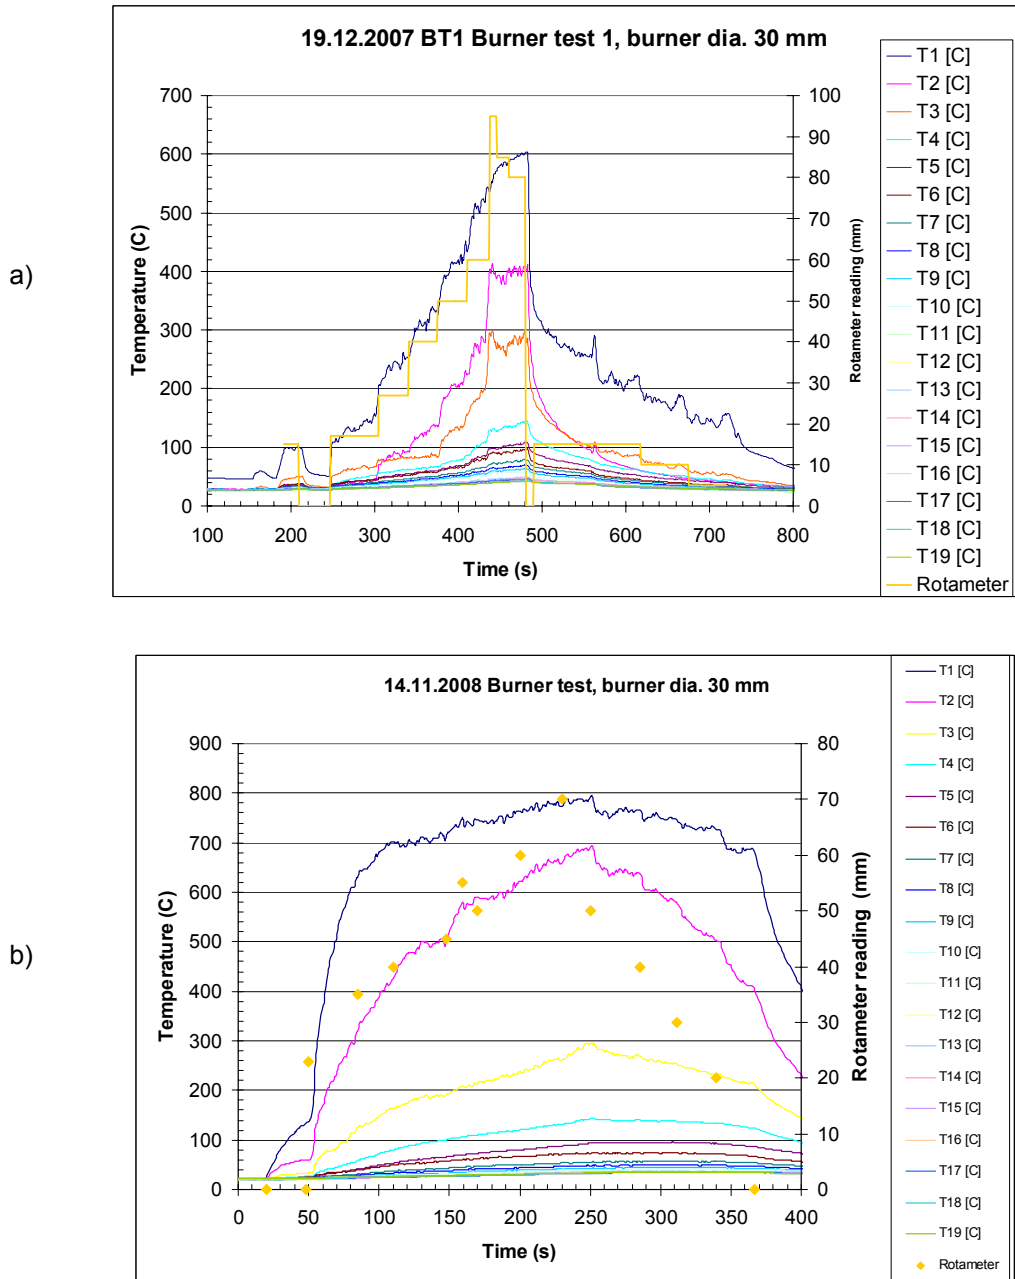 a)
19.12.2007 BT1 Burner test 1, burner dia. 30 mm
Temperature (C)
700
600
500
400
300
200
100
0
100 200 300 400 500 600 700 800
Time (s)
100
90
80
70
60
50
40
30
20
10
0
Rotameter reading (mm)
T1 [C]
T2 [C]
T3 [C]
T4 [C]
T5 [C]
T6 [C]
T7 [C]
T8 [C]
T9 [C]
T10 [C]
T11 [C]
T12 [C]
T13 [C]
T14 [C]
T15 [C]
T16 [C]
T17 [C]
T18 [C]
T19 [C]
Rotameter
b)
14.11.2008 Burner test, burner dia. 30 mm
Temperature (C)
900
800
700
600
500
400
300
200
100
0
0 50 100 150 200 250 300 350 400
Time (s)
80
70
60
50
40
30
20
10
0
Rotameter reading (mm)
T1 [C]
T2 [C]
T3 [C]
T4 [C]
T5 [C]
T6 [C]
T7 [C]
T8 [C]
T9 [C]
T10 [C]
T11 [C]
T12 [C]
T13 [C]
T14 [C]
T15 [C]
T16 [C]
T17 [C]
T18 [C]
T19 [C]
Rotameter